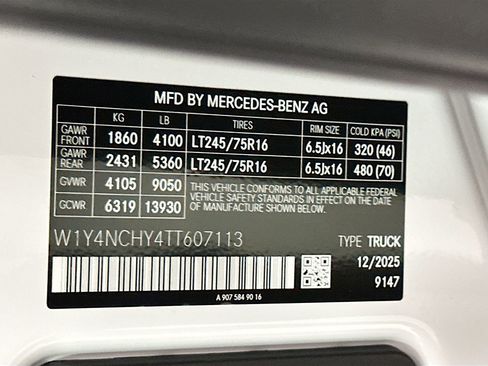 MFD BY MERCEDES-BENZ AG
KG LB TIRES RIM SIZE COLD KPA (PSI)
GAWR FRONT 1860 4100 LT245/75R16 6.5Jx16 320 (46)
GAWR REAR 2431 5360 LT245/75R16 6.5Jx16 480 (70)
GVWR 4105 9050
GCWR 6319 13930
THIS VEHICLE CONFORMS TO ALL APPLICABLE
FEDERAL MOTOR VEHICLE SAFETY STANDARDS IN EFFECT ON THE
DATE OF MANUFACTURE SHOWN BELOW.
W1Y4NCHY4TT607113 TYPE TRUCK
12/2025
9147
A 907 584 90 16